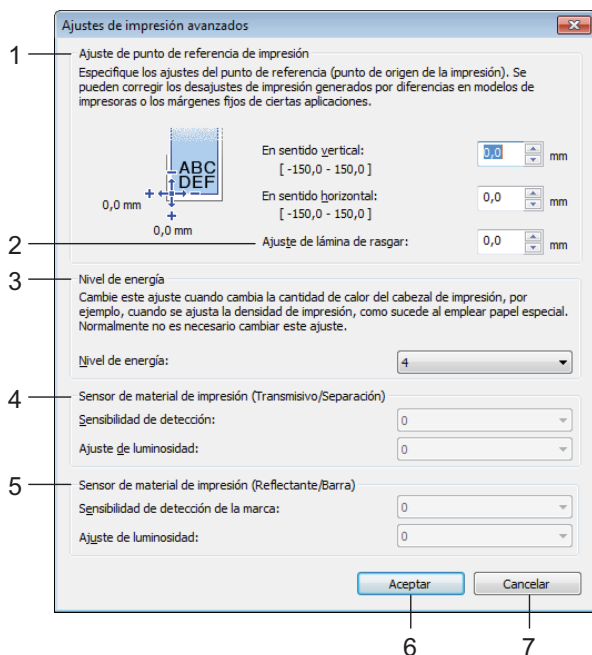 Ajustes de impresión avanzados
1
Ajuste de punto de referencia de impresión
Especifique los ajustes del punto de referencia (punto de origen de la impresión). Se
pueden corregir los desajustes de impresión generados por diferencias en modelos de
impresoras o los márgenes fijos de ciertas aplicaciones.
ABC
DEF
0,0 mm
0,0 mm
En sentido vertical:
[ -150,0 - 150,0 ]
0,0 mm
En sentido horizontal:
[ -150,0 - 150,0 ]
0,0 mm
2
Ajuste de lámina de rasgar:
0,0 mm
3
Nivel de energía
Cambie este ajuste cuando cambia la cantidad de calor del cabezal de impresión, por
ejemplo, cuando se ajusta la densidad de impresión, como sucede al emplear papel especial.
Normalmente no es necesario cambiar este ajuste.
Nivel de energía:
4
4
Sensor de material de impresión (Transmisivo/Separación)
Sensibilidad de detección:
0
Ajuste de luminosidad:
0
5
Sensor de material de impresión (Reflectante/Barra)
Sensibilidad de detección de la marca:
0
Ajuste de luminosidad:
0
Aceptar
Cancelar
6
7